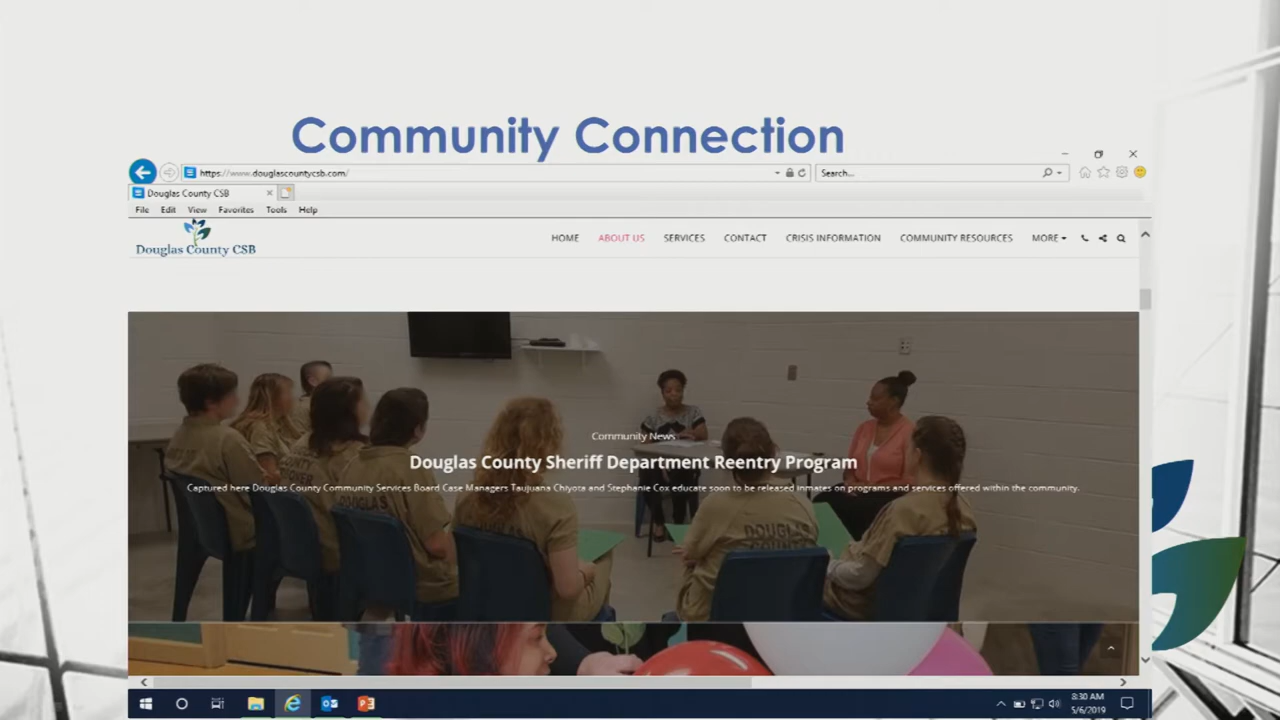 Community Connection
https://www.douglascountycsb.com/
Search...
Douglas County CSB
File Edit View Favorites Tools Help
Douglas County CSB
HOME ABOUT US SERVICES CONTACT CRISIS INFORMATION COMMUNITY RESOURCES MORE
Community News
Douglas County Sheriff Department Reentry Program
Captured here Douglas County Community Services Board Case Managers Taujuana Chiyota and Stephanie Cox educate soon to be released inmates on programs and services offered within the community.
DOUGLAS
DOUGLAS
COUNTY
8:30 AM
5/6/2019